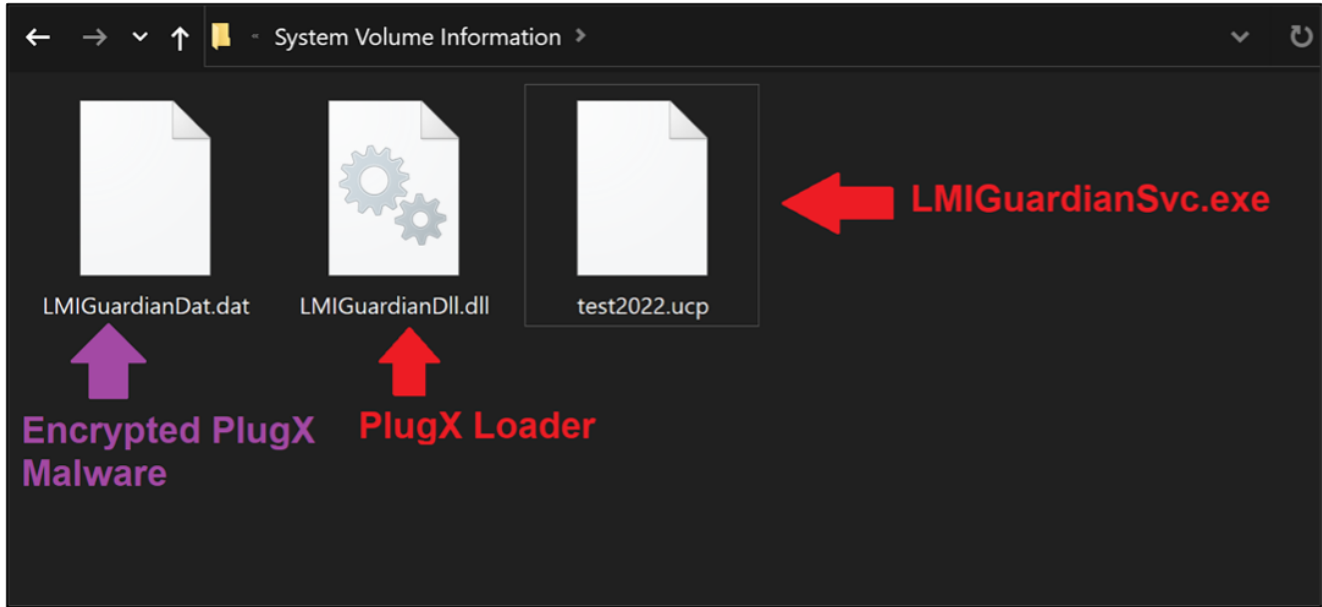 System Volume Information
LMIGuardianSvc.exe
LMIGuardianDat.dat
LMIGuardianDll.dll
test2022.ucp
Encrypted PlugX
Malware
PlugX Loader